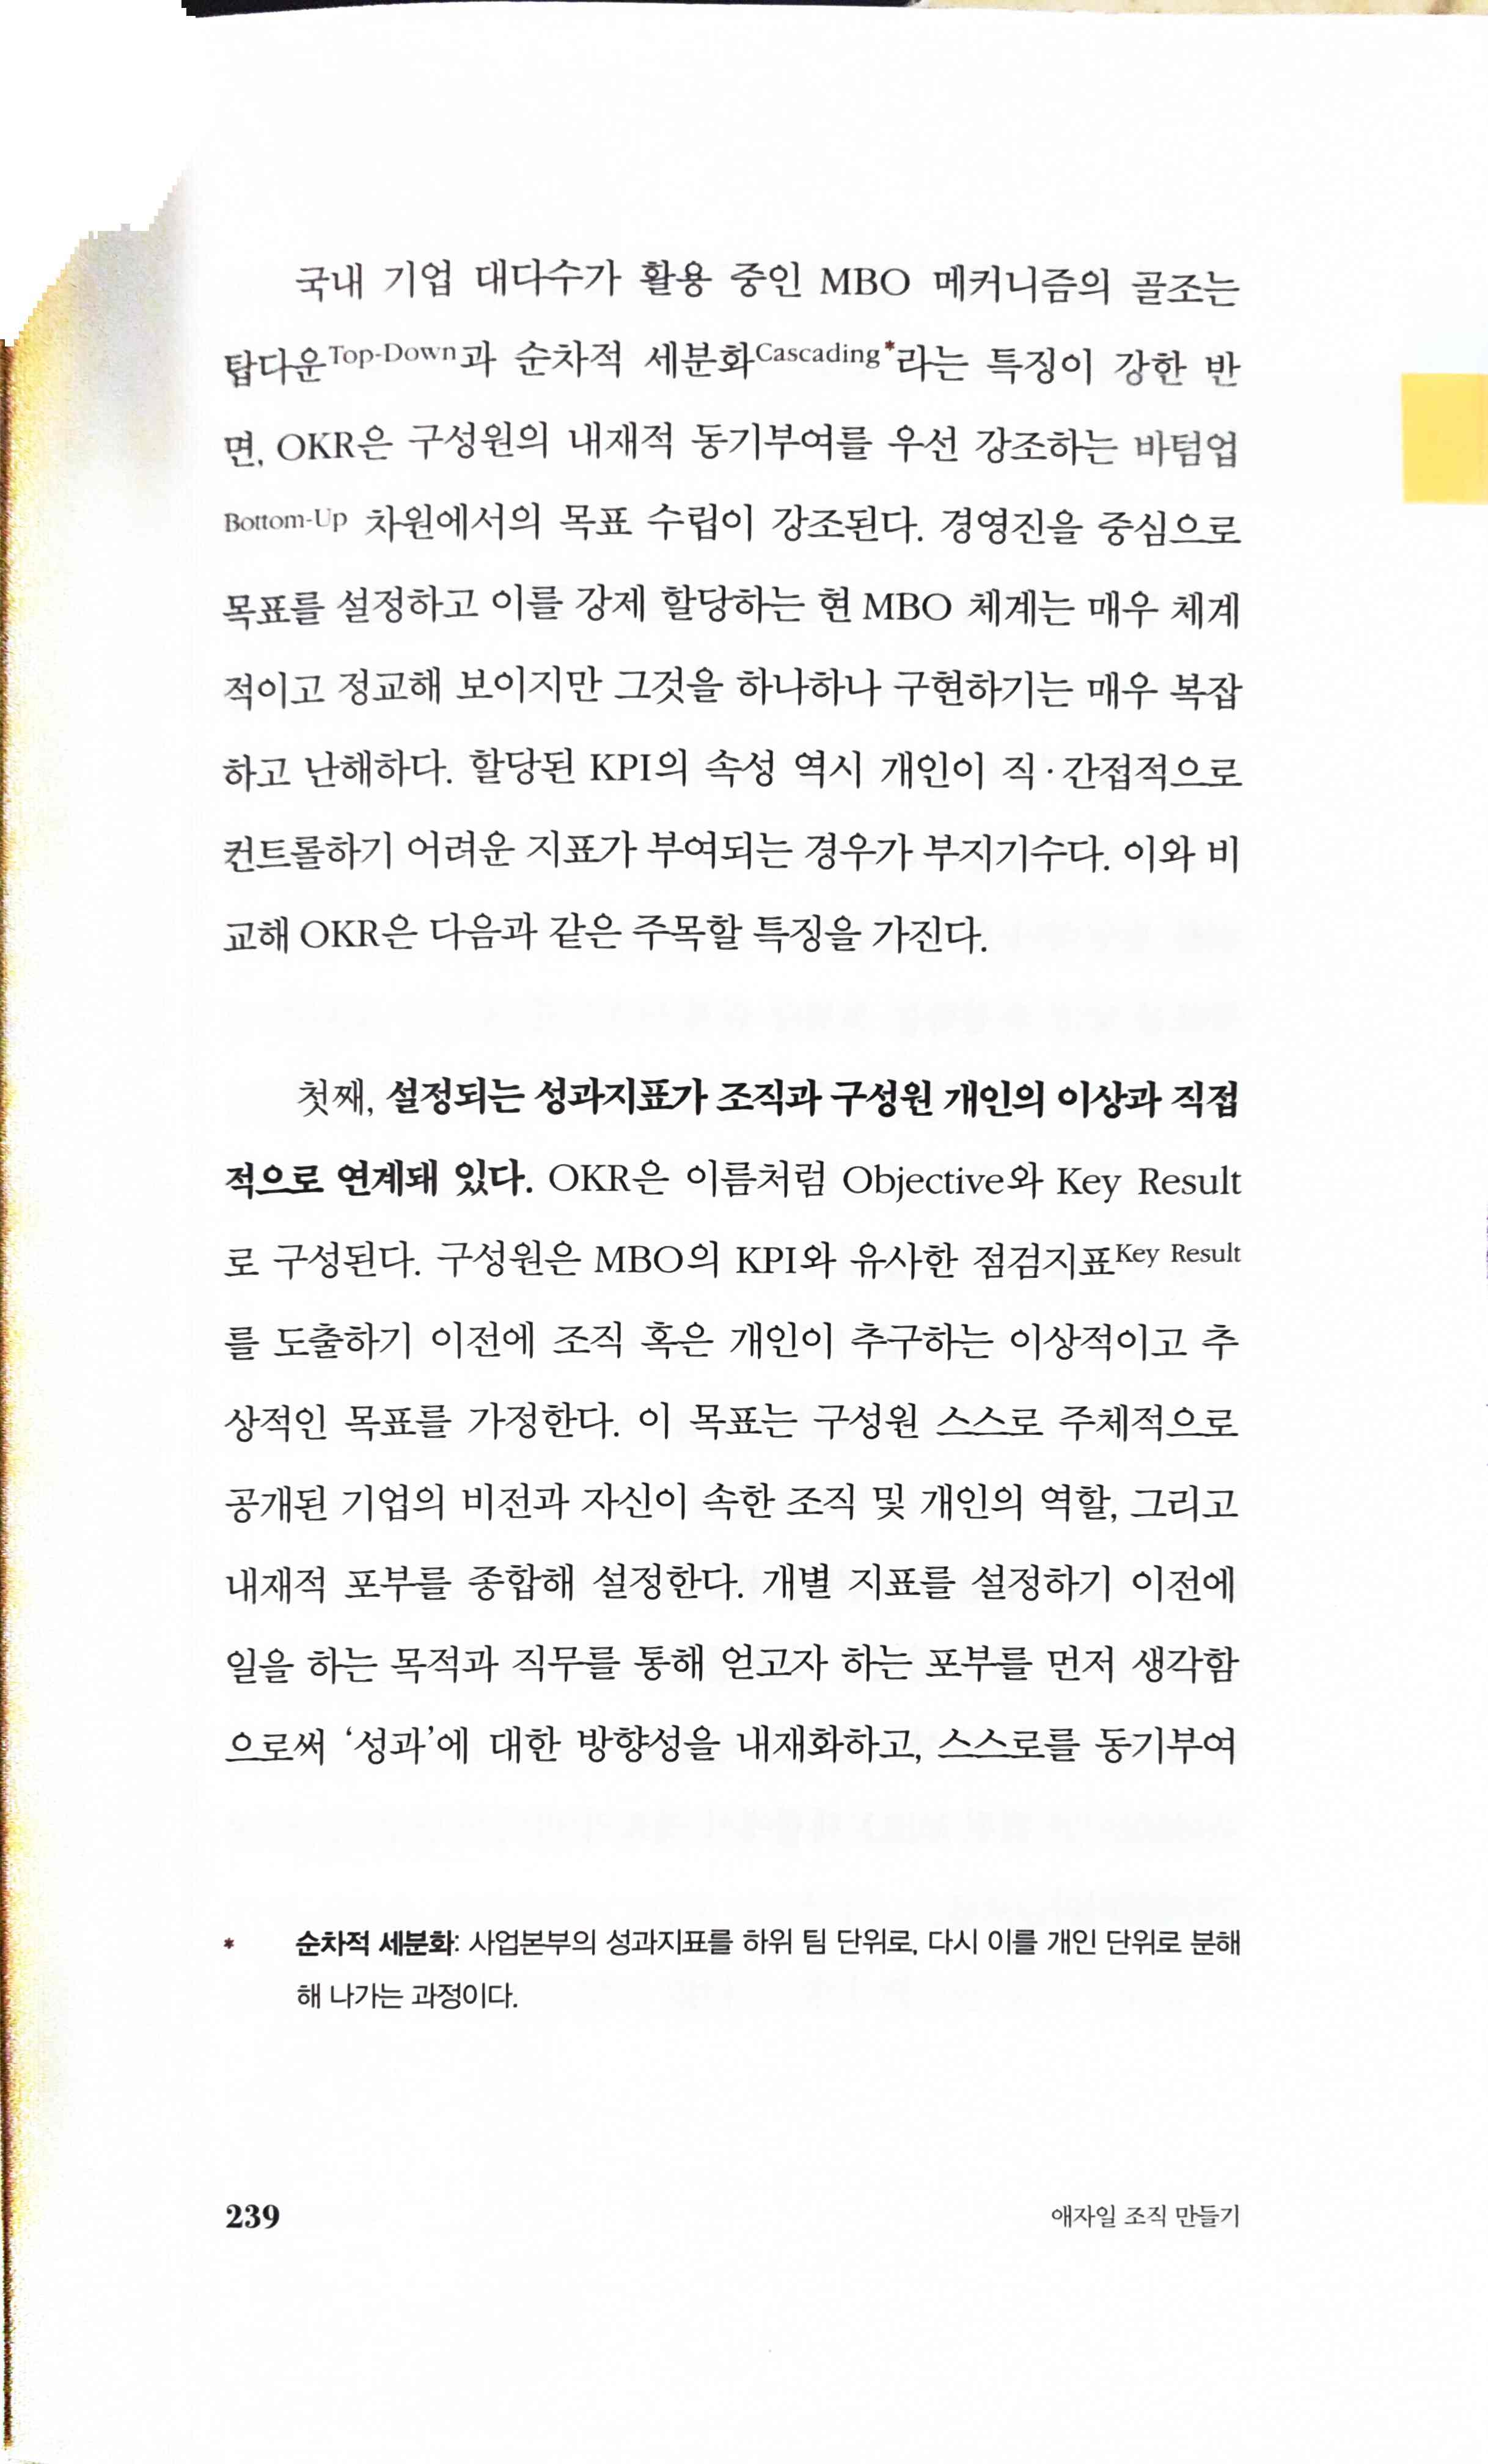 국내 기업 대다수가 활용 중인 MBO 메커니즘의 골조는
탑다운Top-Down과 순차적 세분화Cascading*라는 특징이 강한 반
면, OKR은 구성원의 내재적 동기부여를 우선 강조하는 바텀업
Bottom-Up 차원에서의 목표 수립이 강조된다. 경영진을 중심으로
목표를 설정하고 이를 강제 할당하는 현 MBO 체계는 매우 체계
적이고 정교해 보이지만 그것을 하나하나 구현하기는 매우 복잡
하고 난해하다. 할당된 KPI의 속성 역시 개인이 직·간접적으로
컨트롤하기 어려운 지표가 부여되는 경우가 부지기수다. 이와 비
교해 OKR은 다음과 같은 주목할 특징을 가진다.
첫째, 설정되는 성과지표가 조직과 구성원 개인의 이상과 직접
적으로 연계돼 있다. OKR은 이름처럼 Objective와 Key Result
로 구성된다. 구성원은 MBO의 KPI와 유사한 점검지표Key Result
를 도출하기 이전에 조직 혹은 개인이 추구하는 이상적이고 추
상적인 목표를 가정한다. 이 목표는 구성원 스스로 주체적으로
공개된 기업의 비전과 자신이 속한 조직 및 개인의 역할, 그리고
내재적 포부를 종합해 설정한다. 개별 지표를 설정하기 이전에
일을 하는 목적과 직무를 통해 얻고자 하는 포부를 먼저 생각함
으로써 ‘성과’에 대한 방향성을 내재화하고, 스스로를 동기부여
* 순차적 세분화: 사업본부의 성과지표를 하위 팀 단위로, 다시 이를 개인 단위로 분해
해 나가는 과정이다.
239 애자일 조직 만들기